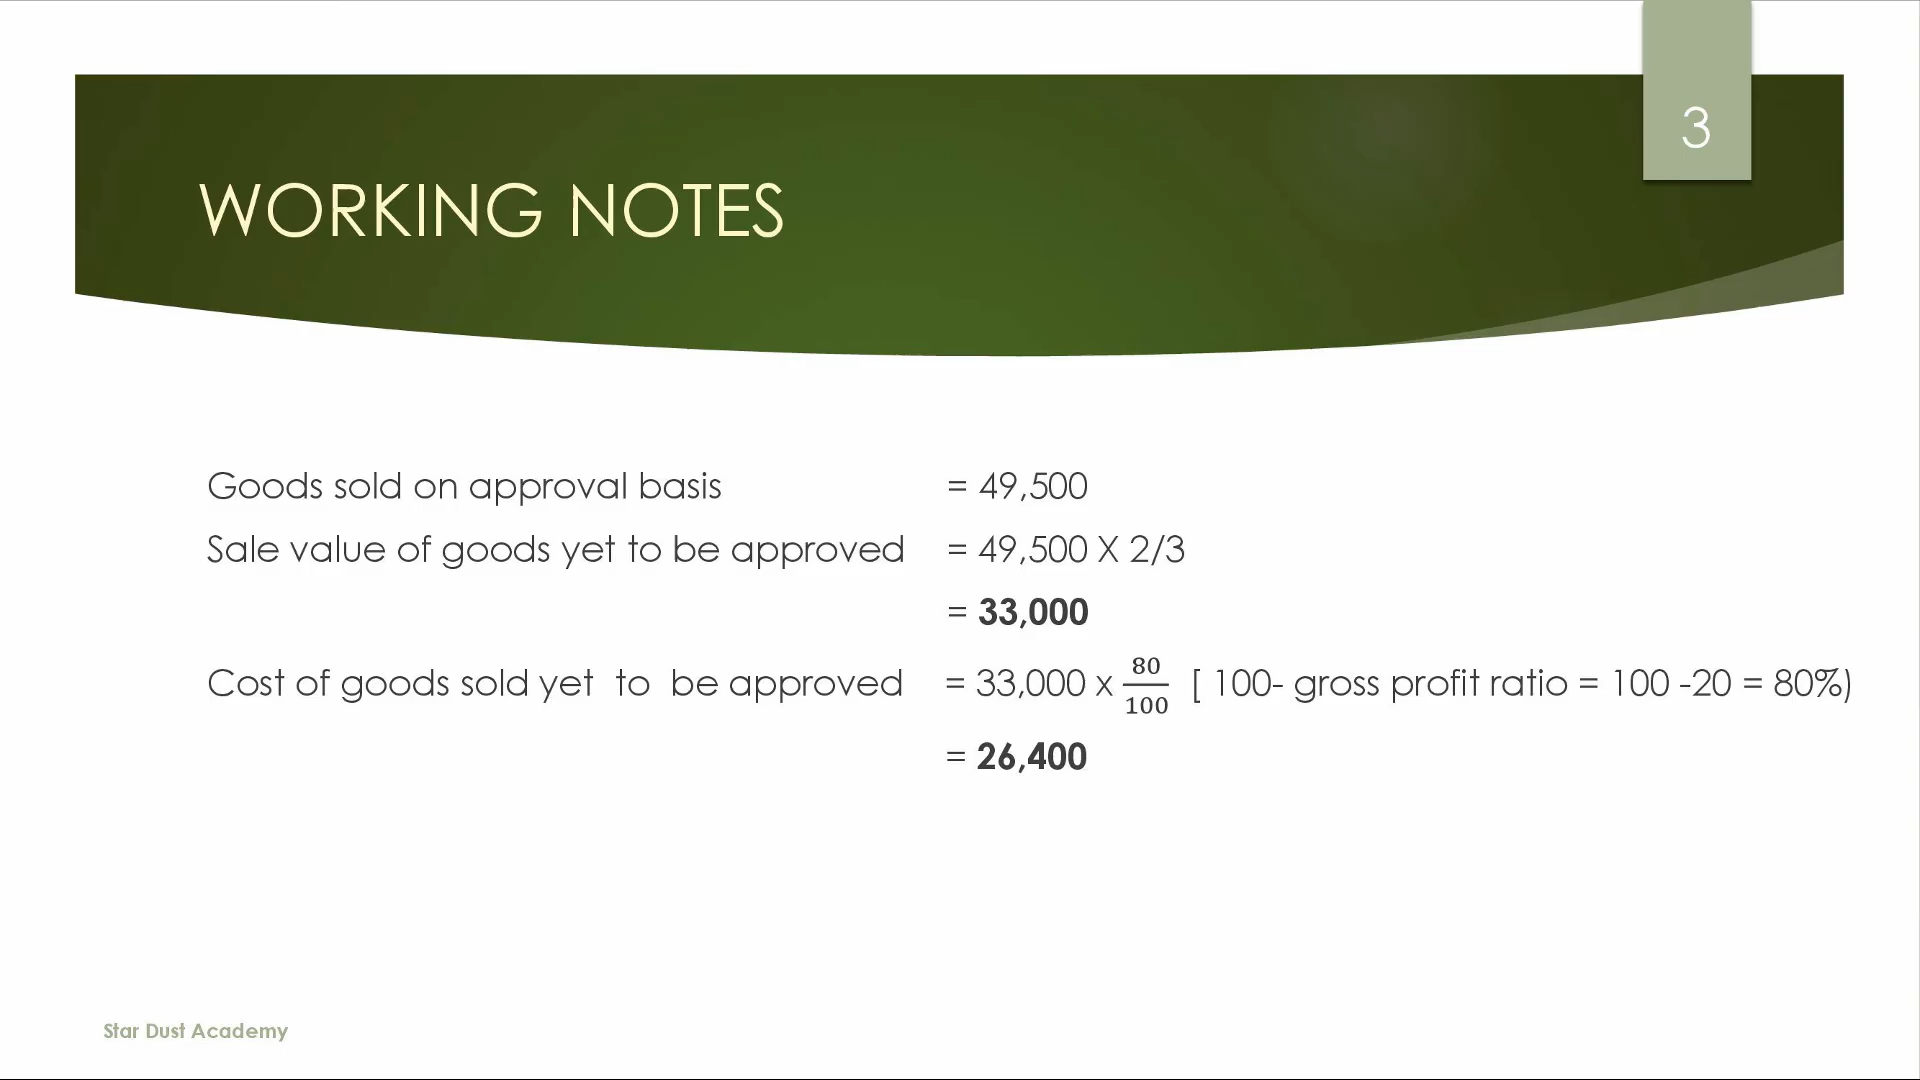 3
WORKING NOTES
Goods sold on approval basis = 49,500
Sale value of goods yet to be approved = 49,500 X 2/3
= 33,000
Cost of goods sold yet to be approved = 33,000 x 80/100 [ 100- gross profit ratio = 100 -20 = 80%)
= 26,400
Star Dust Academy